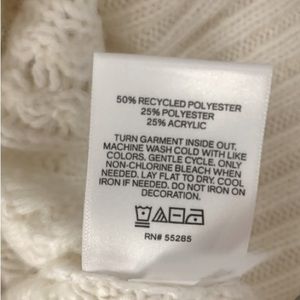 50% RECYCLED POLYESTER
25% POLYESTER
25% ACRYLIC
TURN GARMENT INSIDE OUT.
MACHINE WASH COLD WITH LIKE
COLORS. GENTLE CYCLE. ONLY
NON-CHLORINE BLEACH WHEN
NEEDED. LAY FLAT TO DRY. COOL
IRON IF NEEDED. DO NOT IRON ON
DECORATION.
RN# 55285